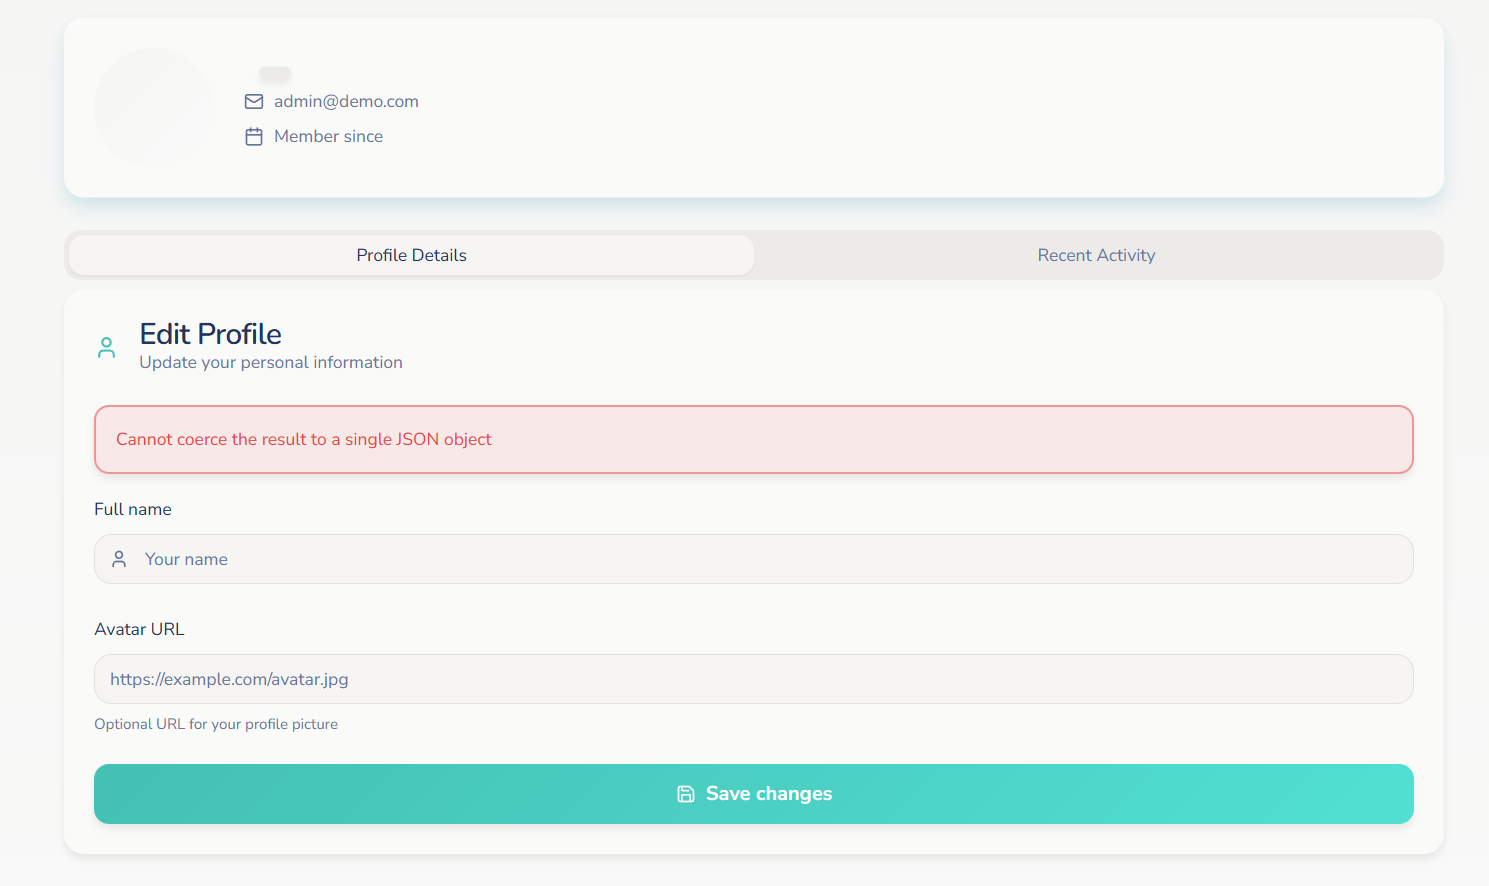 admin@demo.com
Member since
Profile Details
Recent Activity
Edit Profile
Update your personal information
Cannot coerce the result to a single JSON object
Full name
Your name
Avatar URL
https://example.com/avatar.jpg
Optional URL for your profile picture
Save changes